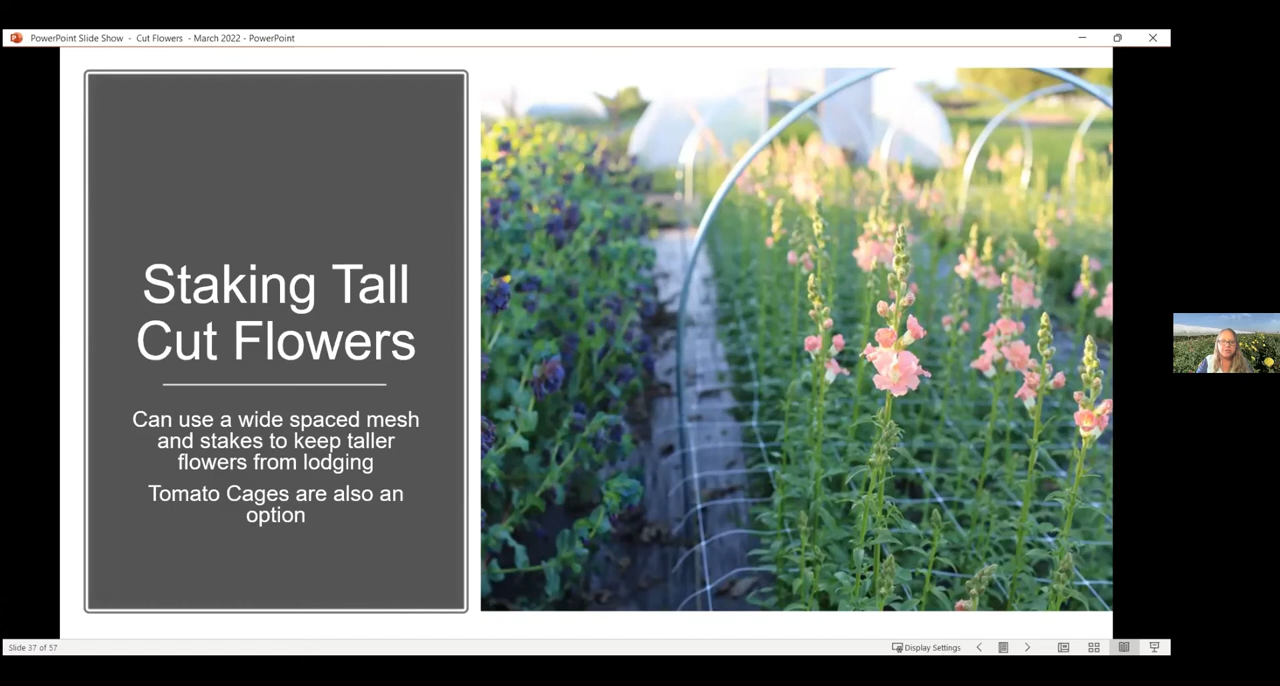 PowerPoint Slide Show - Cut Flowers - March 2022 - PowerPoint
Staking Tall
Cut Flowers
Can use a wide spaced mesh
and stakes to keep taller
flowers from lodging
Tomato Cages are also an
option
Slide 37 of 57
Display Settings